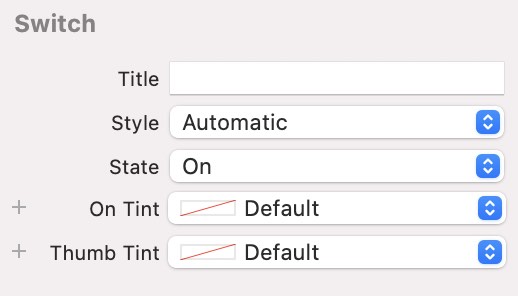 Switch
Title
Style Automatic
State On
+ On Tint Default
+ Thumb Tint Default